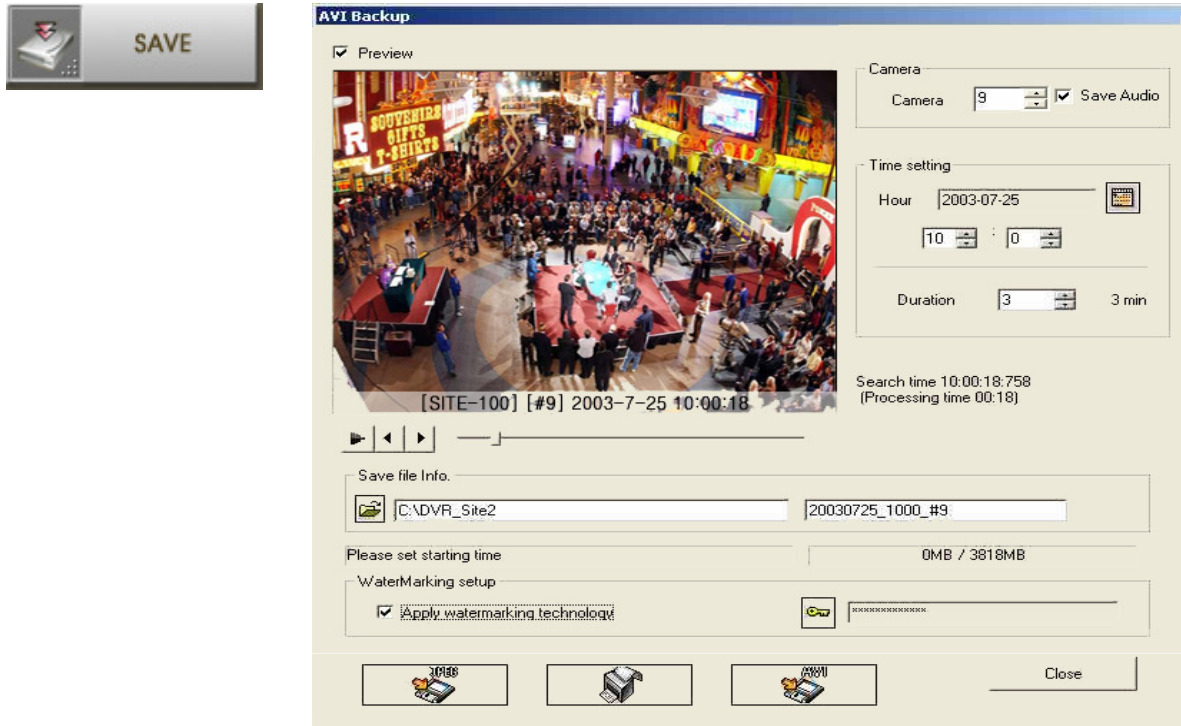 SAVE
AVI Backup
Preview
SOUVENIRS
GIFTS
T-SHIRTS
R
[SITE-100] [#9] 2003-7-25 10:00:18
Camera
Camera 9 Save Audio
Time setting
Hour 2003-07-25
10 : 0
Duration 3 3 min
Search time 10:00:18:758
(Processing time 00:18)
Save file Info.
C:\DVR_Site2 20030725_1000_#9
Please set starting time 0MB / 3818MB
WaterMarking setup
Apply watermarking technology *************
JPEG AVI Close